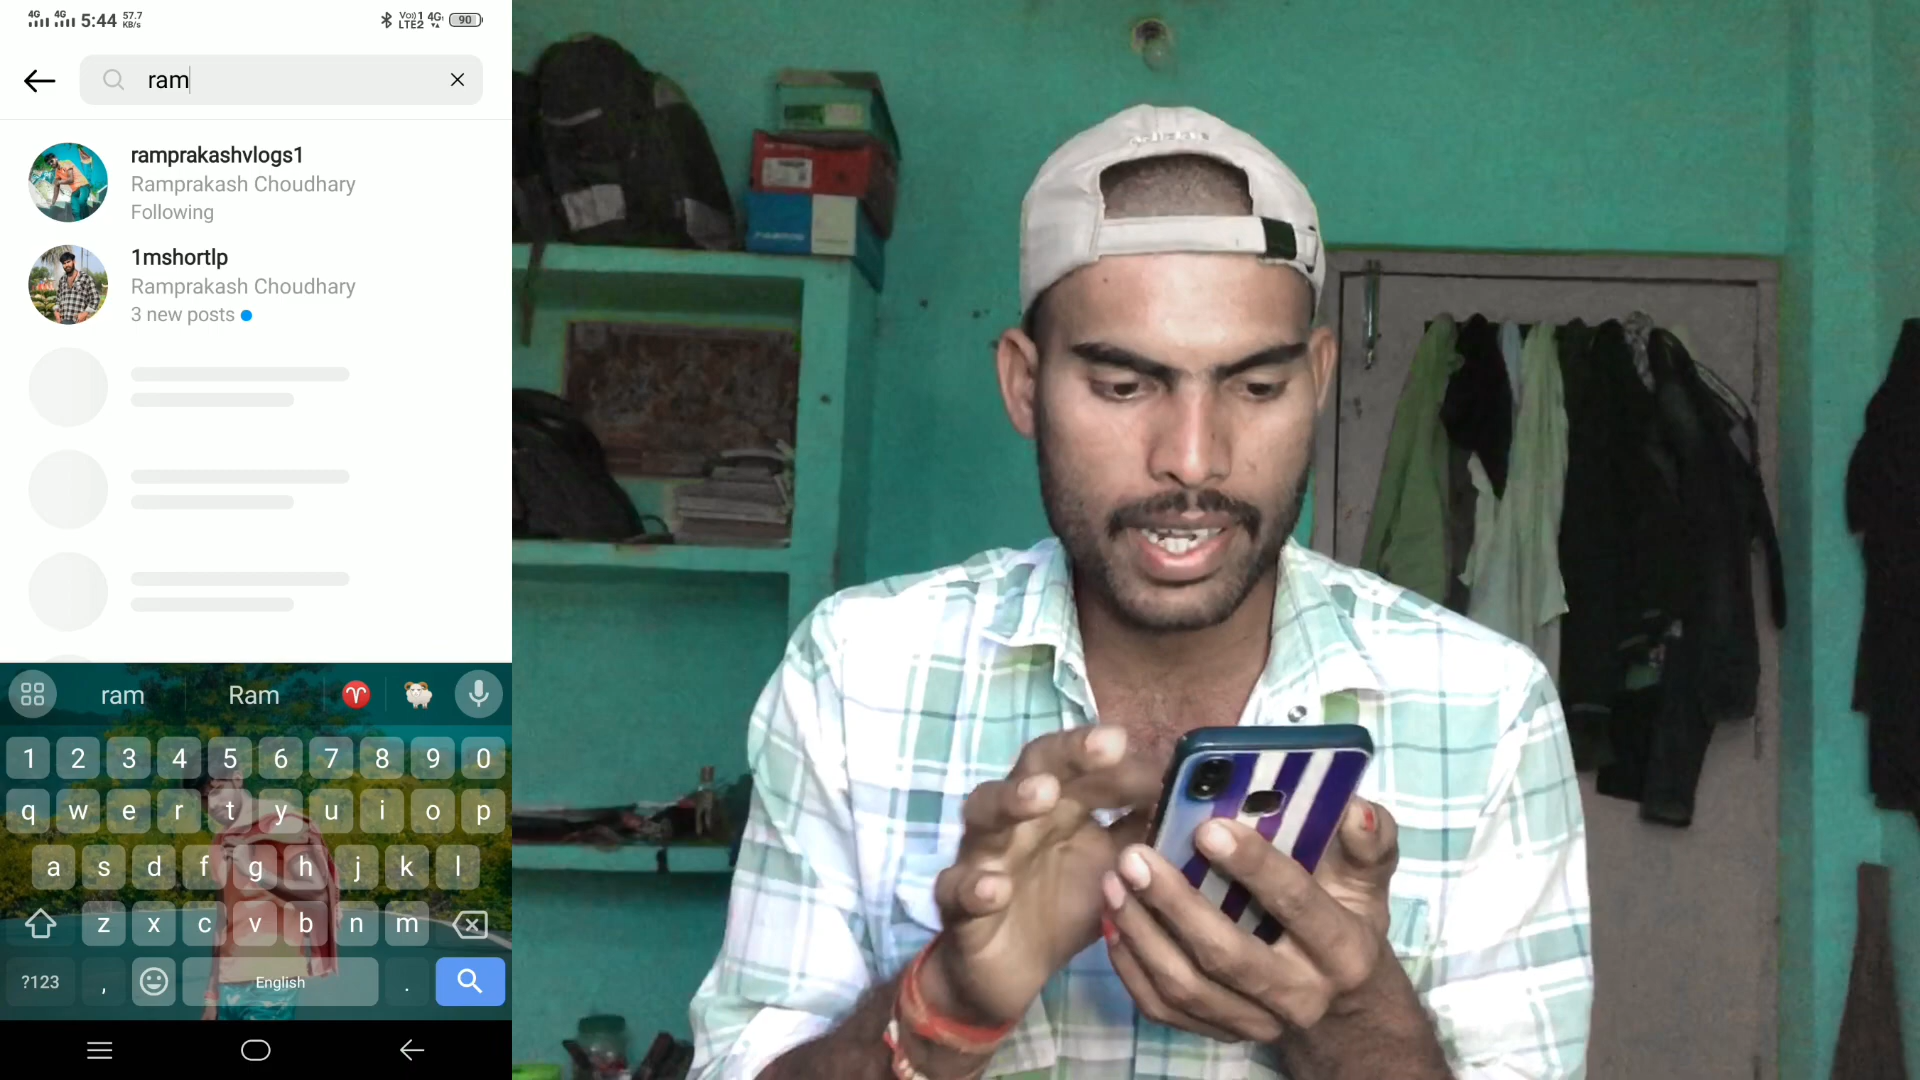 4G 4G 5:44 57.7 KB/s
Vo)) 1 LTE2 4G 90
ram
ramprakashvlogs1
Ramprakash Choudhary
Following
1mshortlp
Ramprakash Choudhary
3 new posts
ram Ram
1 2 3 4 5 6 7 8 9 0
q w e r t y u i o p
a s d f g h j k l
z x c v b n m
?123 , English .
adidas